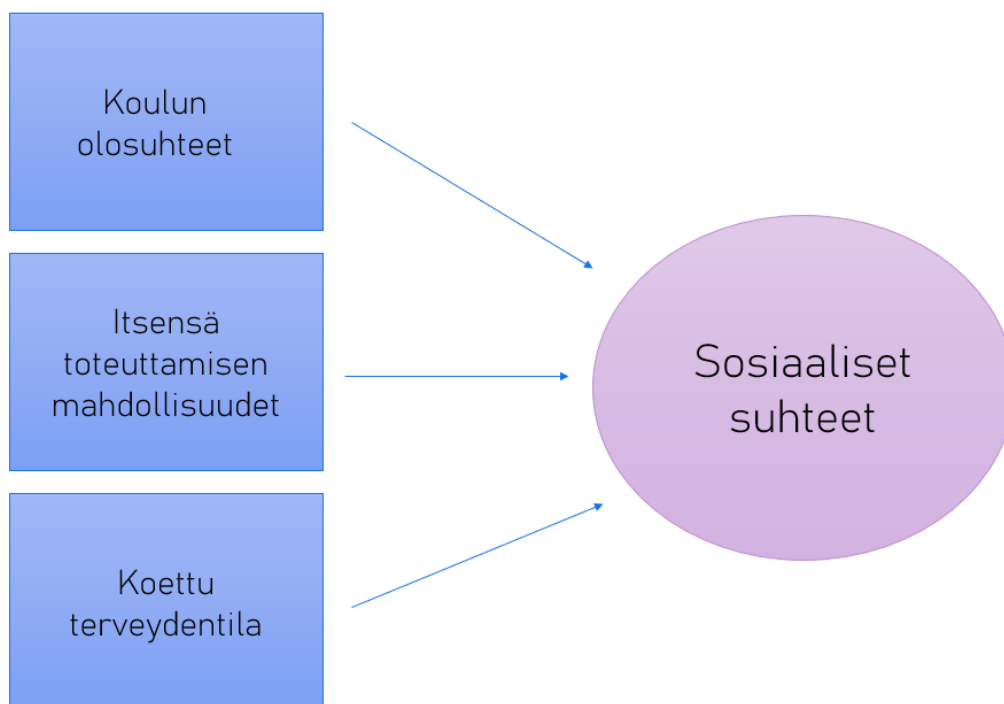 Koulun
olosuhteet
Itsensä
toteuttamisen
mahdollisuudet
Koettu
terveydentila
Sosiaaliset
suhteet